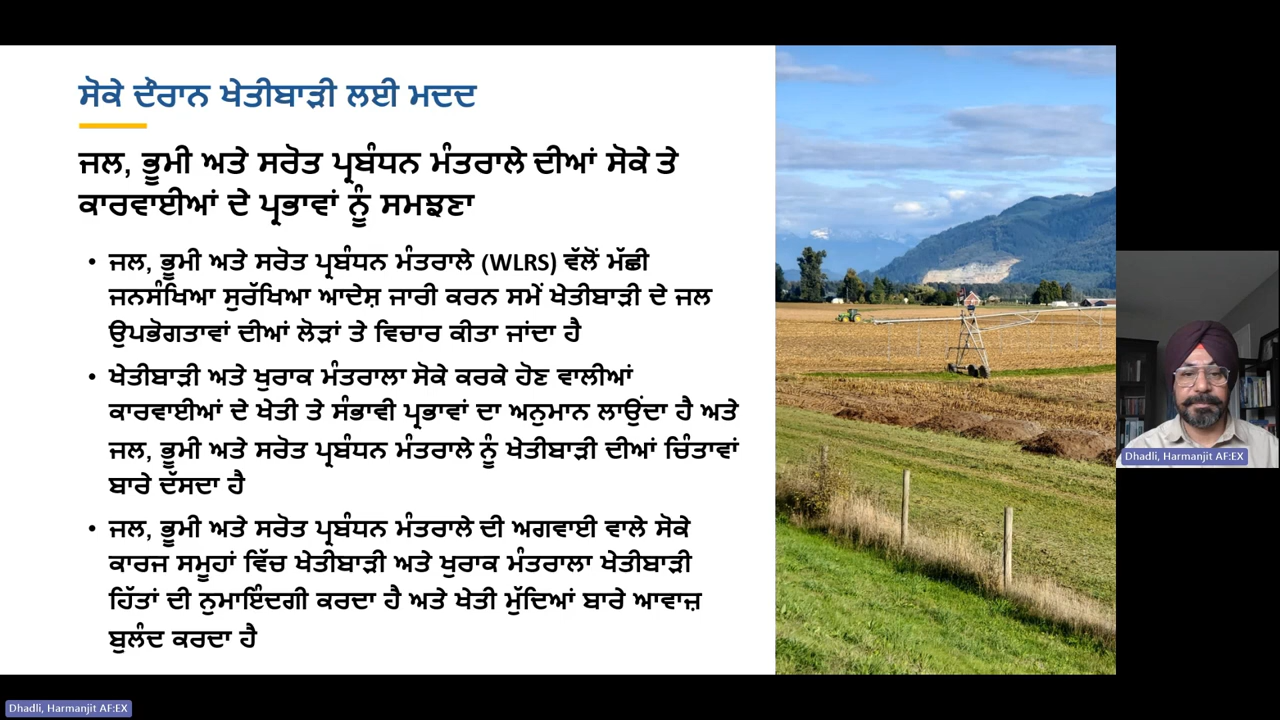 ਸੋਕੇ ਦੌਰਾਨ ਖੇਤੀਬਾੜੀ ਲਈ ਮਦਦ
ਜਲ, ਭੂਮੀ ਅਤੇ ਸਰੋਤ ਪ੍ਰਬੰਧਨ ਮੰਤਰਾਲੇ ਦੀਆਂ ਸੋਕੇ ਤੇ
ਕਾਰਵਾਈਆਂ ਦੇ ਪ੍ਰਭਾਵਾਂ ਨੂੰ ਸਮਝਣਾ
• ਜਲ, ਭੂਮੀ ਅਤੇ ਸਰੋਤ ਪ੍ਰਬੰਧਨ ਮੰਤਰਾਲੇ (WLRS) ਵੱਲੋਂ ਮੱਛੀ
ਜਨਸੰਖਿਆ ਸੁਰੱਖਿਆ ਆਦੇਸ਼ ਜਾਰੀ ਕਰਨ ਸਮੇਂ ਖੇਤੀਬਾੜੀ ਦੇ ਜਲ
ਉਪਭੋਗਤਾਵਾਂ ਦੀਆਂ ਲੋੜਾਂ ਤੇ ਵਿਚਾਰ ਕੀਤਾ ਜਾਂਦਾ ਹੈ
• ਖੇਤੀਬਾੜੀ ਅਤੇ ਖੁਰਾਕ ਮੰਤਰਾਲਾ ਸੋਕੇ ਕਰਕੇ ਹੋਣ ਵਾਲੀਆਂ
ਕਾਰਵਾਈਆਂ ਦੇ ਖੇਤੀ ਤੇ ਸੰਭਾਵੀ ਪ੍ਰਭਾਵਾਂ ਦਾ ਅਨੁਮਾਨ ਲਾਉਂਦਾ ਹੈ ਅਤੇ
ਜਲ, ਭੂਮੀ ਅਤੇ ਸਰੋਤ ਪ੍ਰਬੰਧਨ ਮੰਤਰਾਲੇ ਨੂੰ ਖੇਤੀਬਾੜੀ ਦੀਆਂ ਚਿੰਤਾਵਾਂ
ਬਾਰੇ ਦੱਸਦਾ ਹੈ
• ਜਲ, ਭੂਮੀ ਅਤੇ ਸਰੋਤ ਪ੍ਰਬੰਧਨ ਮੰਤਰਾਲੇ ਦੀ ਅਗਵਾਈ ਵਾਲੇ ਸੋਕੇ
ਕਾਰਜ ਸਮੂਹਾਂ ਵਿੱਚ ਖੇਤੀਬਾੜੀ ਅਤੇ ਖੁਰਾਕ ਮੰਤਰਾਲਾ ਖੇਤੀਬਾੜੀ
ਹਿੱਤਾਂ ਦੀ ਨੁਮਾਇੰਦਗੀ ਕਰਦਾ ਹੈ ਅਤੇ ਖੇਤੀ ਮੁੱਦਿਆਂ ਬਾਰੇ ਆਵਾਜ਼
ਬੁਲੰਦ ਕਰਦਾ ਹੈ
Dhadli, Harmanjit AF:EX
Dhadli, Harmanjit AF:EX